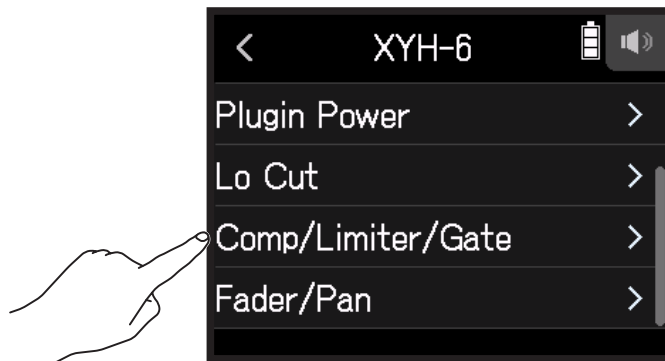 XYH-6
Plugin Power
Lo Cut
Comp/Limiter/Gate
Fader/Pan